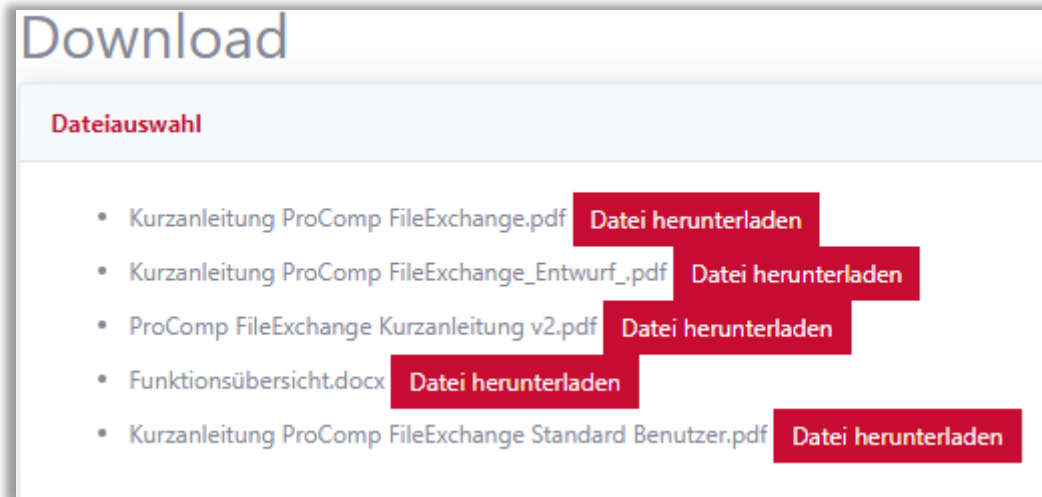 Download
Dateiauswahl
Kurzanleitung ProComp FileExchange.pdf Datei herunterladen
Kurzanleitung ProComp FileExchange_Entwurf_.pdf Datei herunterladen
ProComp FileExchange Kurzanleitung v2.pdf Datei herunterladen
Funktionsübersicht.docx Datei herunterladen
Kurzanleitung ProComp FileExchange Standard Benutzer.pdf Datei herunterladen